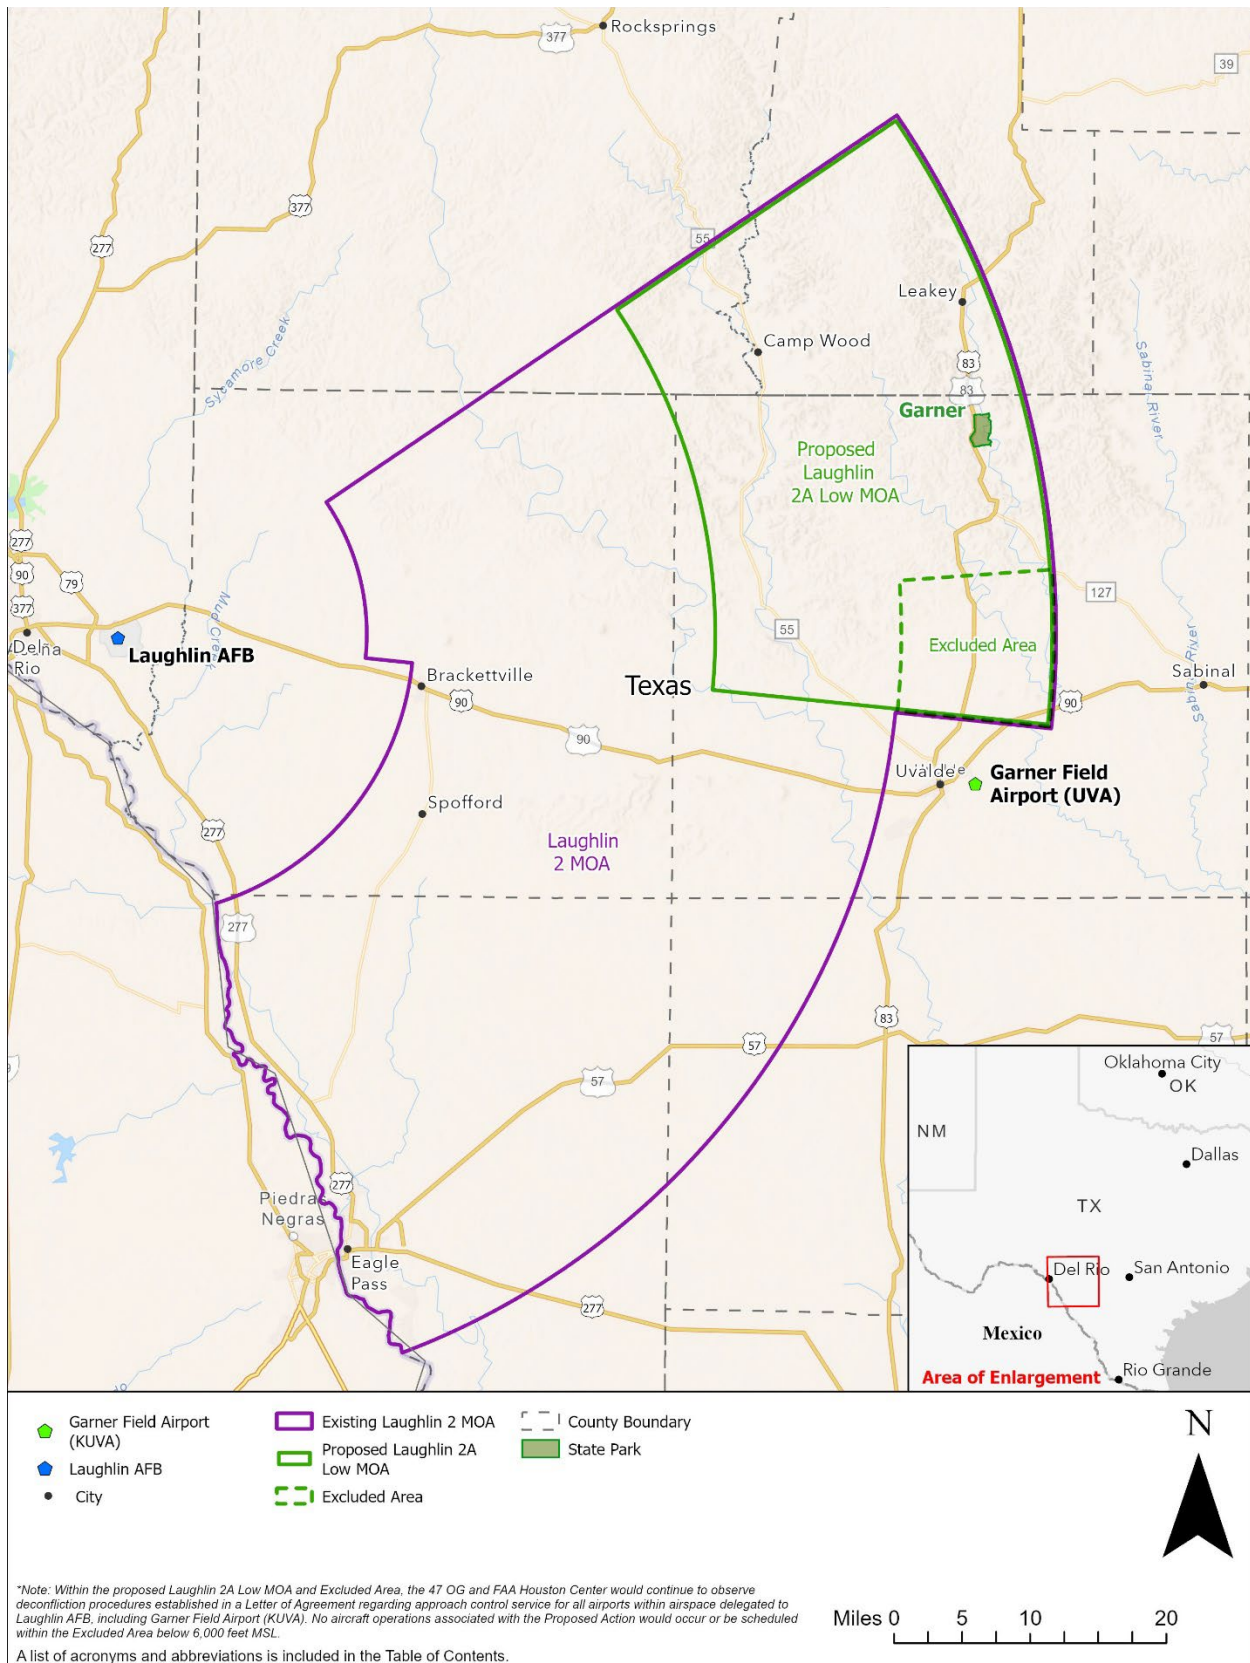 Rocksprings
377
39
377
277
55
Leakey
Camp Wood
83
83
Sycamore Creek
Sabinal River
Garner
Proposed
Laughlin
2A Low MOA
277
90
79
377
Mud Creek
127
55
Excluded Area
Del
Rio
Laughlin AFB
Brackettville
Texas
Sabinal
90
90
90
Sabinal River
Uvalde
Garner Field
Airport (UVA)
Spofford
277
Laughlin
2 MOA
277
83
57
57
57
277
Piedras
Negras
Eagle
Pass
277
Oklahoma City
OK
NM
Dallas
TX
Del Rio
San Antonio
Mexico
Rio Grande
Area of Enlargement
Garner Field Airport
(KUVA)
Laughlin AFB
City
Existing Laughlin 2 MOA
Proposed Laughlin 2A
Low MOA
Excluded Area
County Boundary
State Park
N
*Note: Within the proposed Laughlin 2A Low MOA and Excluded Area, the 47 OG and FAA Houston Center would continue to observe
deconfliction procedures established in a Letter of Agreement regarding approach control service for all airports within airspace delegated to
Laughlin AFB, including Garner Field Airport (KUVA). No aircraft operations associated with the Proposed Action would occur or be scheduled
within the Excluded Area below 6,000 feet MSL.
A list of acronyms and abbreviations is included in the Table of Contents.
Miles 0 5 10 20